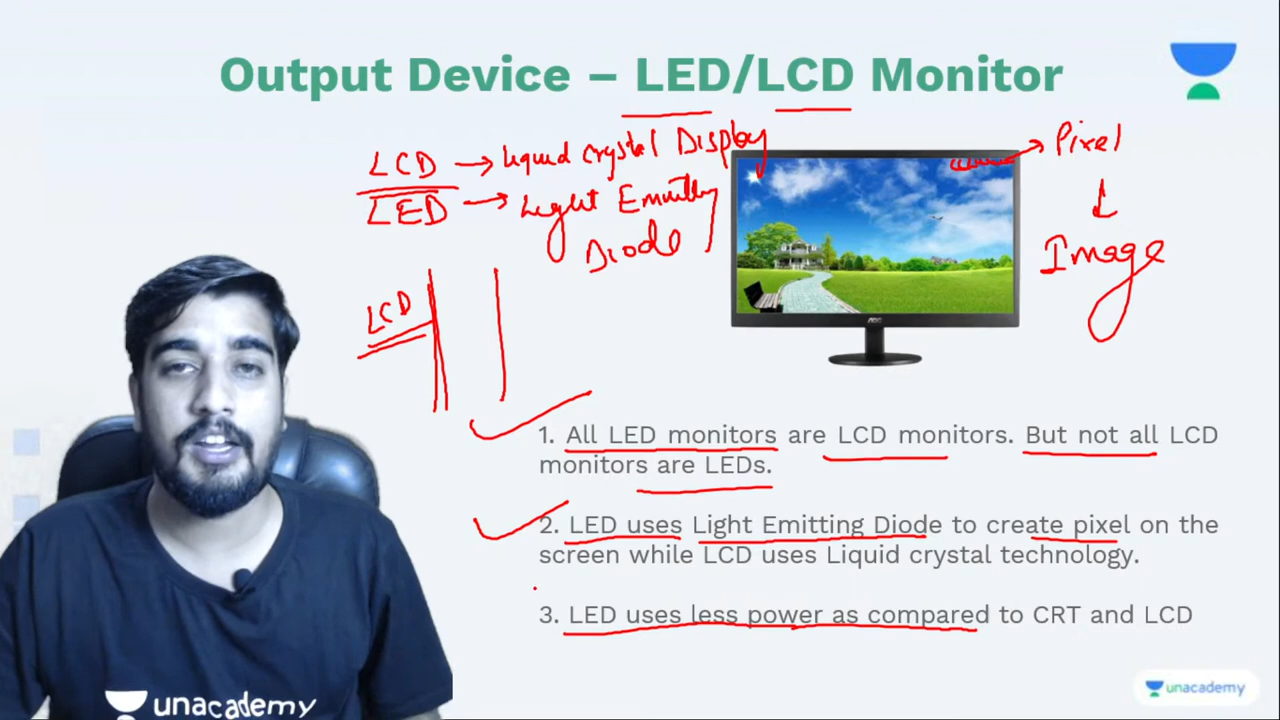 Output Device – LED/LCD Monitor
LCD → Liquid Crystal Display
LED → Light Emitting
Diode
Pixel
Image
LCD
AOC
1. All LED monitors are LCD monitors. But not all LCD
monitors are LEDs.
2. LED uses Light Emitting Diode to create pixel on the
screen while LCD uses Liquid crystal technology.
3. LED uses less power as compared to CRT and LCD
unacademy
unacademy